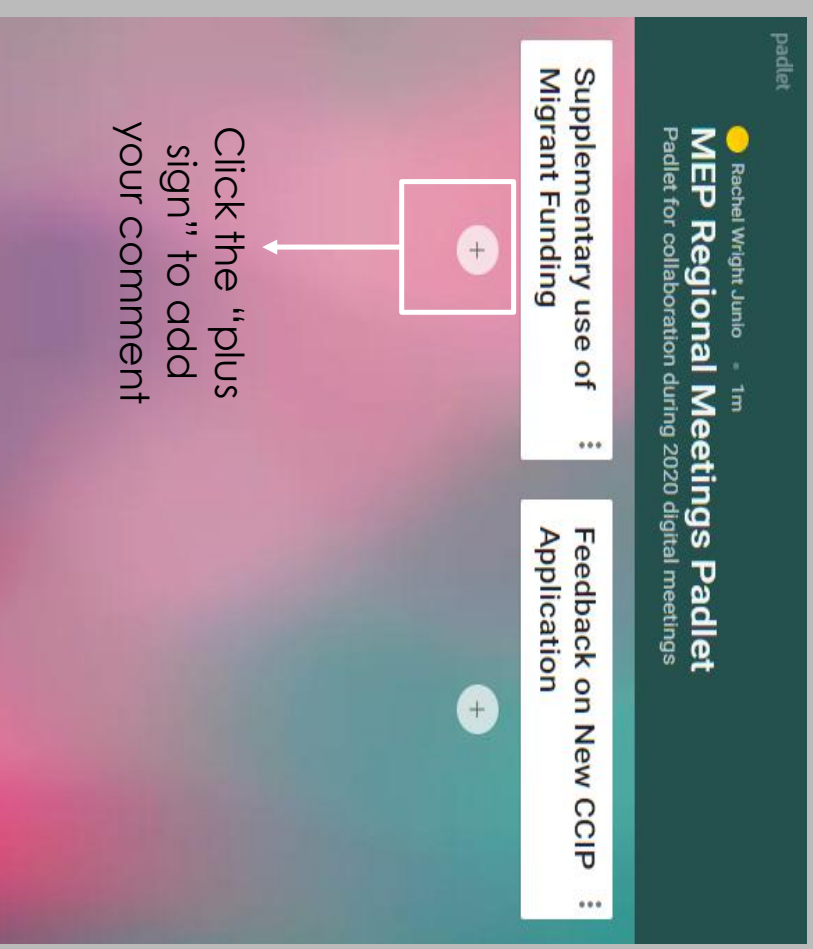 padlet
Rachel Wright Junio • 1m
MEP Regional Meetings Padlet
Padlet for collaboration during 2020 digital meetings
Supplementary use of
Migrant Funding
+
Click the “plus
sign” to add
your comment
Feedback on New CCIP
Application
+